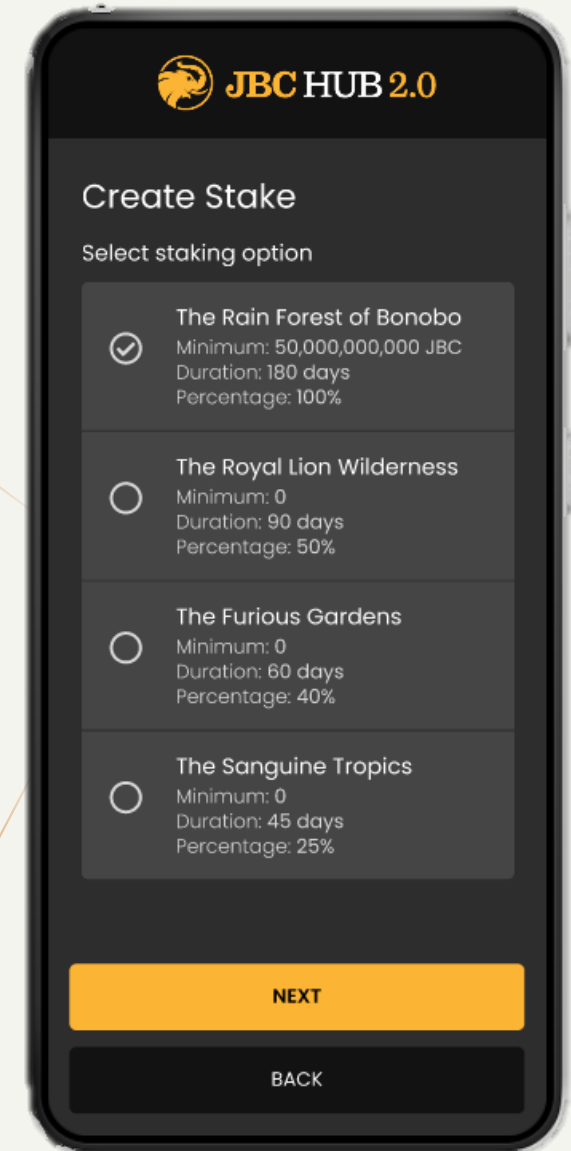 JBC HUB 2.0
Create Stake
Select staking option
The Rain Forest of Bonobo
Minimum: 50,000,000,000 JBC
Duration: 180 days
Percentage: 100%
The Royal Lion Wilderness
Minimum: 0
Duration: 90 days
Percentage: 50%
The Furious Gardens
Minimum: 0
Duration: 60 days
Percentage: 40%
The Sanguine Tropics
Minimum: 0
Duration: 45 days
Percentage: 25%
NEXT
BACK